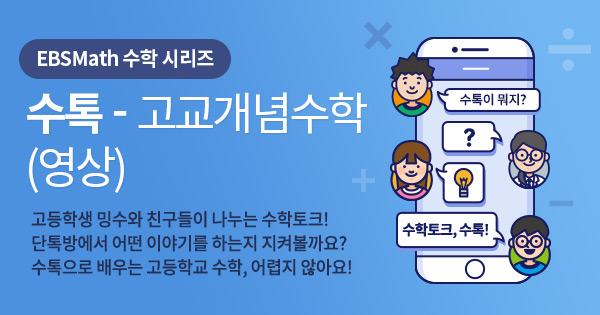 EBSMath 수학 시리즈
수톡 - 고교개념수학
(영상)
고등학생 밍수와 친구들이 나누는 수학토크!
단톡방에서 어떤 이야기를 하는지 지켜볼까요?
수톡으로 배우는 고등학교 수학, 어렵지 않아요!
수톡이 뭐지?
?
수학토크, 수톡!